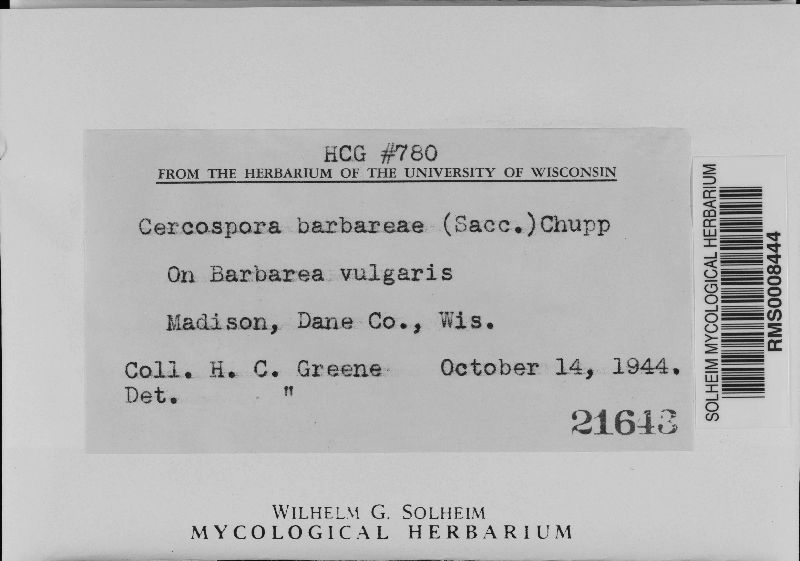 HCG #780
FROM THE HERBARIUM OF THE UNIVERSITY OF WISCONSIN
Cercospora barbareae (Sacc.)Chupp
On Barbarea vulgaris
Madison, Dane Co., Wis.
Coll. H. C. Greene October 14, 1944.
Det. "
21643
SOLHEIM MYCOLOGICAL HERBARIUM
RMS0008444
WILHELM G. SOLHEIM
MYCOLOGICAL HERBARIUM